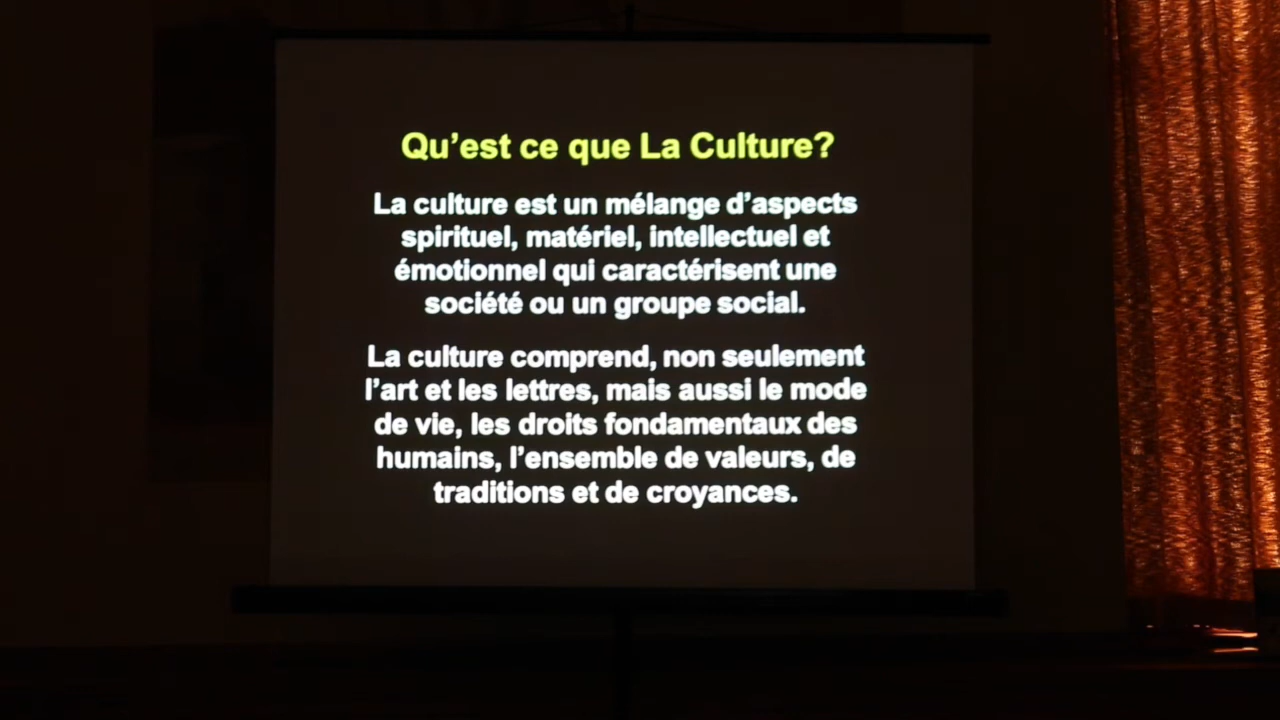 Qu’est ce que La Culture?
La culture est un mélange d’aspects
spirituel, matériel, intellectuel et
émotionnel qui caractérisent une
société ou un groupe social.
La culture comprend, non seulement
l’art et les lettres, mais aussi le mode
de vie, les droits fondamentaux des
humains, l’ensemble de valeurs, de
traditions et de croyances.